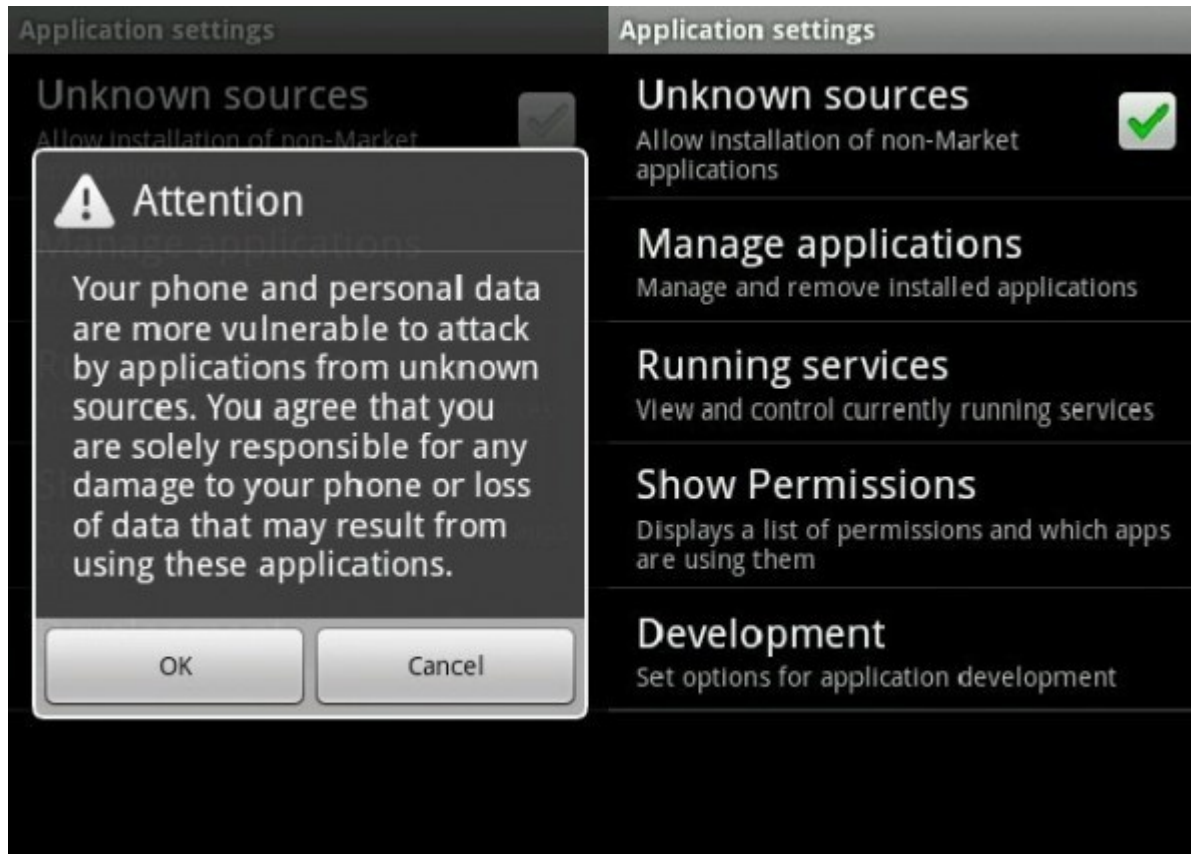 Application settings
Unknown sources
Allow installation of non-Market
Attention
Manage applications
Your phone and personal data
are more vulnerable to attack
by applications from unknown
sources. You agree that you
are solely responsible for any
damage to your phone or loss
of data that may result from
using these applications.
OK
Cancel
Application settings
Unknown sources
Allow installation of non-Market
applications
Manage applications
Manage and remove installed applications
Running services
View and control currently running services
Show Permissions
Displays a list of permissions and which apps
are using them
Development
Set options for application development